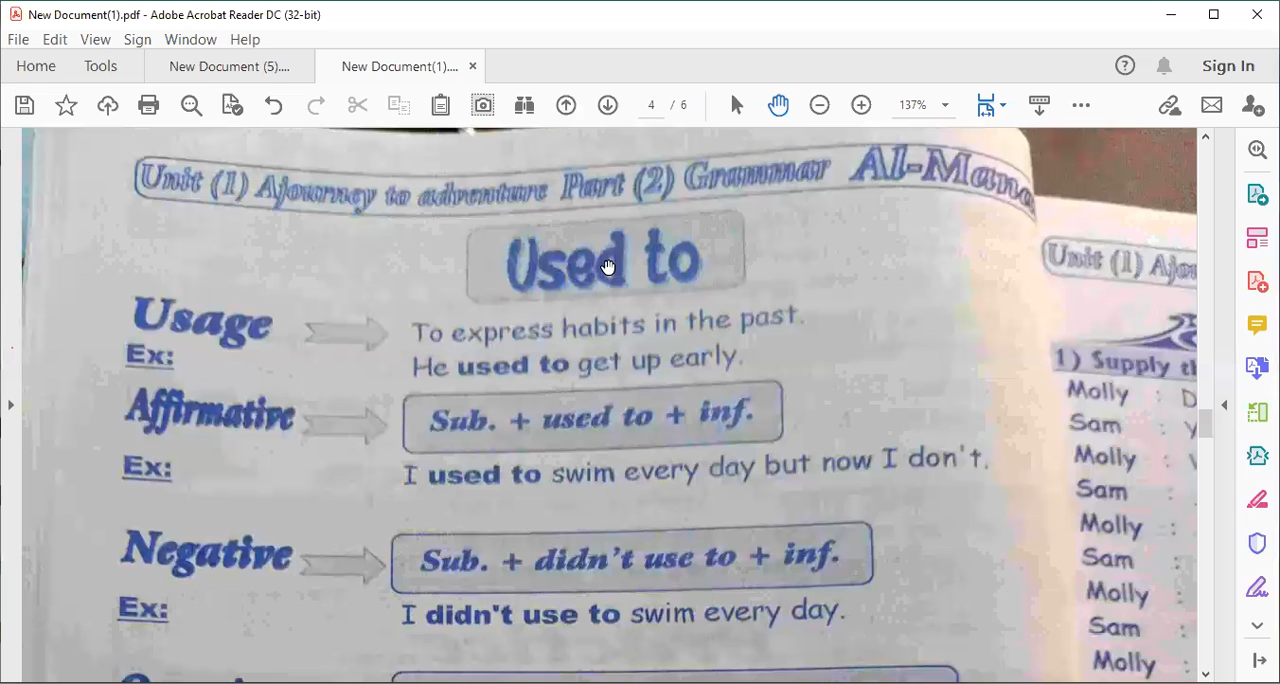 New Document(1).pdf - Adobe Acrobat Reader DC (32-bit)
File Edit View Sign Window Help
Home Tools New Document (5).... New Document(1).... × Sign In
4 / 6 137%
Unit (1) Ajourney to adventure Part (2) Grammar Al-Mana
Used to
Usage To express habits in the past.
Ex: He used to get up early.
Affirmative Sub. + used to + inf.
Ex: I used to swim every day but now I don't.
Negative Sub. + didn't use to + inf.
Ex: I didn't use to swim every day.
Unit (1) Ajou
1) Supply th
Molly : D
Sam : Y
Molly :
Sam
Molly :
Sam :
Molly :
Sam :
Molly :